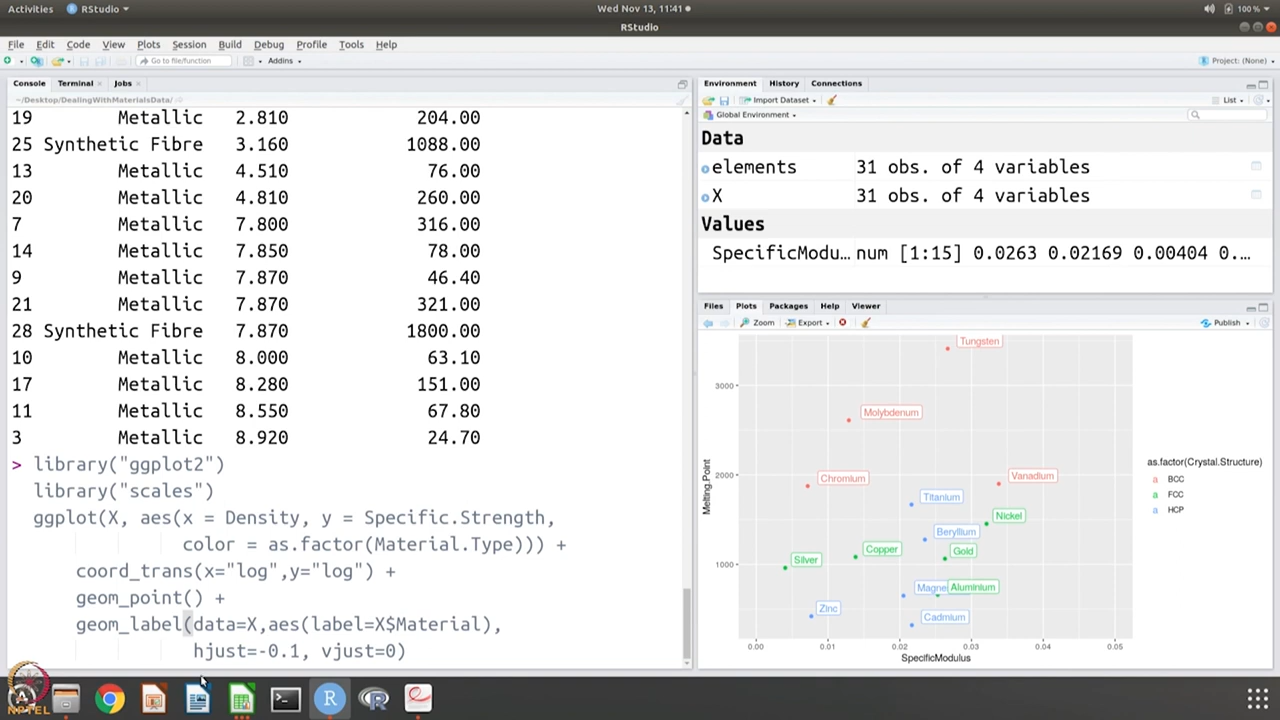 Activities RStudio Wed Nov 13, 11:41 100 %
RStudio
File Edit Code View Plots Session Build Debug Profile Tools Help
Go to file/function Addins Project: (None)
Console Terminal × Jobs ×
~/Desktop/DealingWithMaterialsData/
19 Metallic 2.810 204.00
25 Synthetic Fibre 3.160 1088.00
13 Metallic 4.510 76.00
20 Metallic 4.810 260.00
7 Metallic 7.800 316.00
14 Metallic 7.850 78.00
9 Metallic 7.870 46.40
21 Metallic 7.870 321.00
28 Synthetic Fibre 7.870 1800.00
10 Metallic 8.000 63.10
17 Metallic 8.280 151.00
11 Metallic 8.550 67.80
3 Metallic 8.920 24.70
> library("ggplot2")
library("scales")
ggplot(X, aes(x = Density, y = Specific.Strength,
color = as.factor(Material.Type))) +
coord_trans(x="log",y="log") +
geom_point() +
geom_label(data=X,aes(label=X$Material),
hjust=-0.1, vjust=0)
Environment History Connections
Import Dataset List
Global Environment
Data
elements 31 obs. of 4 variables
X 31 obs. of 4 variables
Values
SpecificModu… num [1:15] 0.0263 0.02169 0.00404 0.…
Files Plots Packages Help Viewer
Zoom Export Publish
Tungsten
3000
Molybdenum
2000
Chromium
Vanadium
Titanium
Nickel
Beryllium
Copper
Gold
Silver
1000
Magne
Aluminium
Zinc
Cadmium
Melting.Point
0.00 0.01 0.02 0.03 0.04 0.05
SpecificModulus
as.factor(Crystal.Structure)
a BCC
a FCC
a HCP
NPTEL